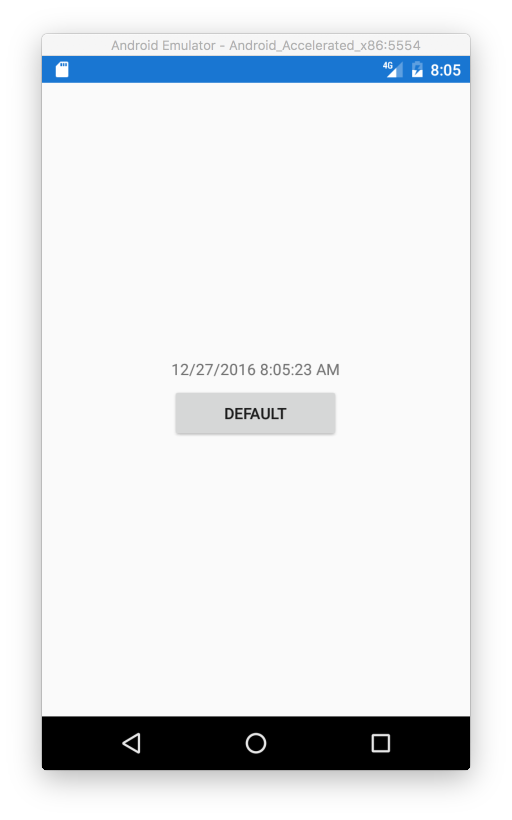 Android Emulator - Android_Accelerated_x86:5554
4G 8:05
12/27/2016 8:05:23 AM
DEFAULT